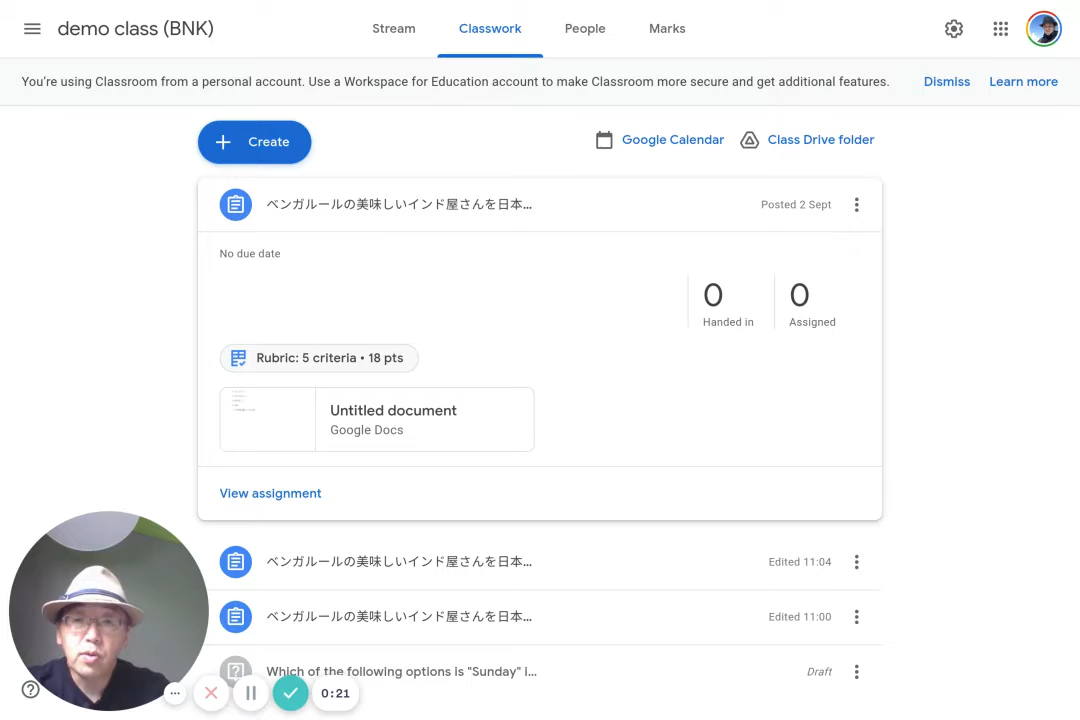 demo class (BNK)
Stream
Classwork
People
Marks
You're using Classroom from a personal account. Use a Workspace for Education account to make Classroom more secure and get additional features.
Dismiss
Learn more
Create
Google Calendar
Class Drive folder
ベンガルールの美味しいインド屋さんを日本...
Posted 2 Sept
No due date
0
Handed in
0
Assigned
Rubric: 5 criteria • 18 pts
Untitled document
Google Docs
View assignment
ベンガルールの美味しいインド屋さんを日本...
Edited 11:04
ベンガルールの美味しいインド屋さんを日本...
Edited 11:00
Which of the following options is "Sunday" i...
Draft
0:21